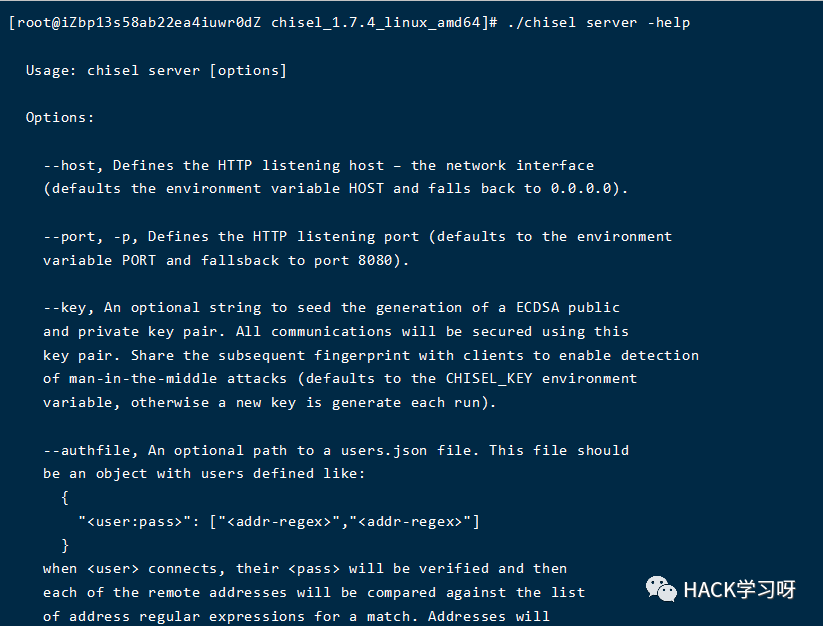 [root@iZbp13s58ab22ea4iuwr0dZ chisel_1.7.4_linux_amd64]# ./chisel server -help
Usage: chisel server [options]
Options:
--host, Defines the HTTP listening host – the network interface
(defaults the environment variable HOST and falls back to 0.0.0.0).
--port, -p, Defines the HTTP listening port (defaults to the environment
variable PORT and fallsback to port 8080).
--key, An optional string to seed the generation of a ECDSA public
and private key pair. All communications will be secured using this
key pair. Share the subsequent fingerprint with clients to enable detection
of man-in-the-middle attacks (defaults to the CHISEL_KEY environment
variable, otherwise a new key is generate each run).
--authfile, An optional path to a users.json file. This file should
be an object with users defined like:
{
"<user:pass>": ["<addr-regex>","<addr-regex>"]
}
when <user> connects, their <pass> will be verified and then
each of the remote addresses will be compared against the list
of address regular expressions for a match. Addresses will
HACK学习呀